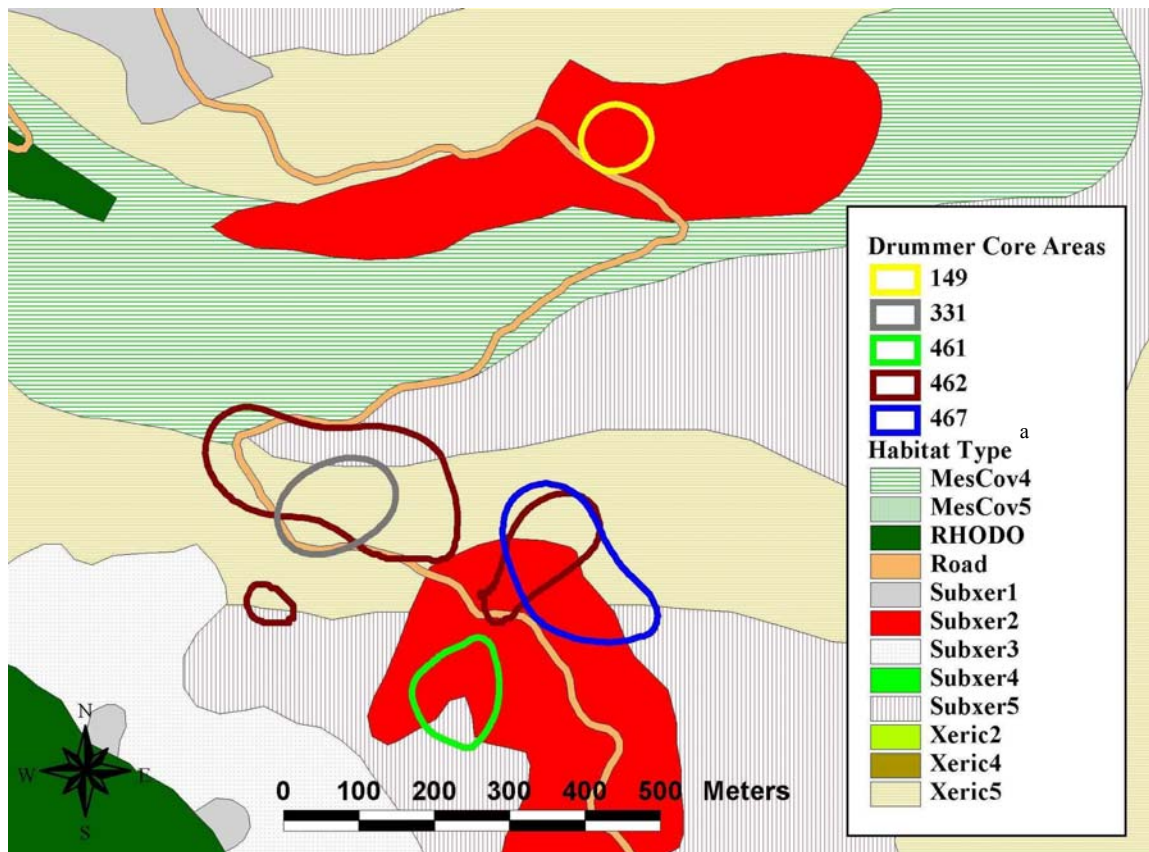 Drummer Core Areas
149
331
461
462
467
a
Habitat Type
MesCov4
MesCov5
RHODO
Road
Subxer1
Subxer2
Subxer3
Subxer4
Subxer5
Xeric2
Xeric4
Xeric5
N
W E
S
0 100 200 300 400 500 Meters